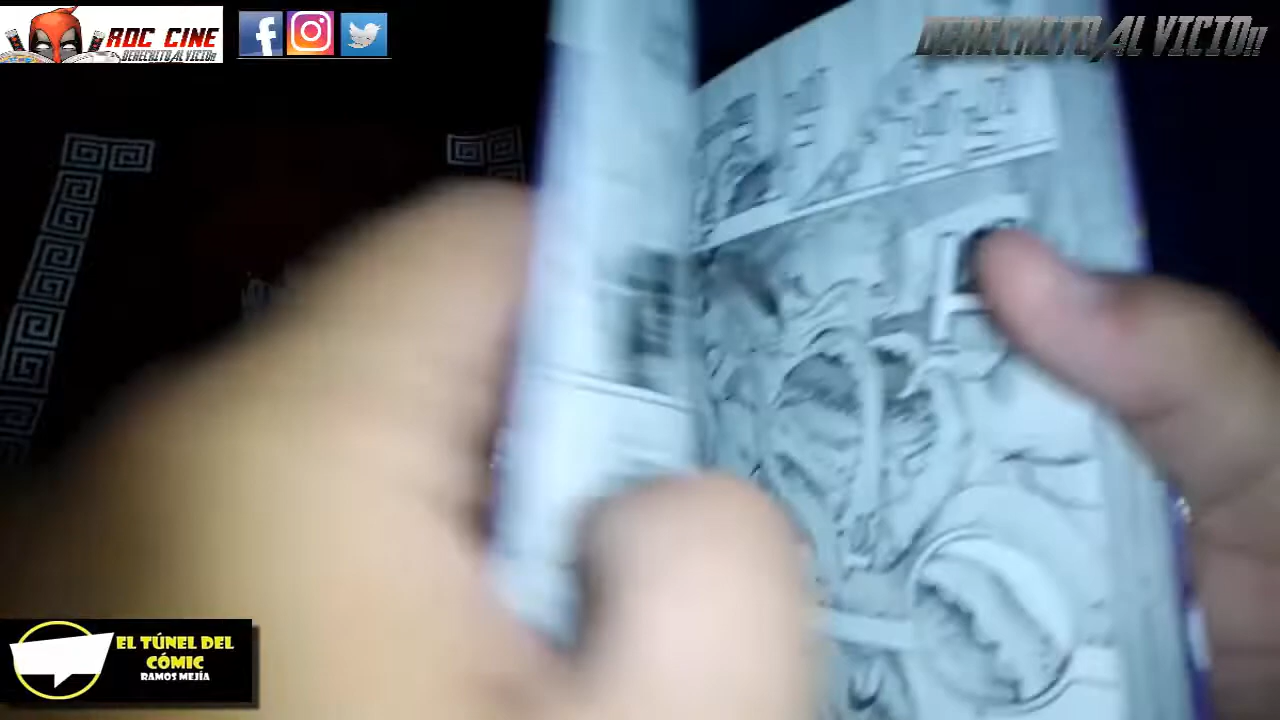 ROC CINE
DERECHITO AL VICIO!!
DERECHITO AL VICIO!!
EL TÚNEL DEL
CÓMIC
RAMOS MEJÍA